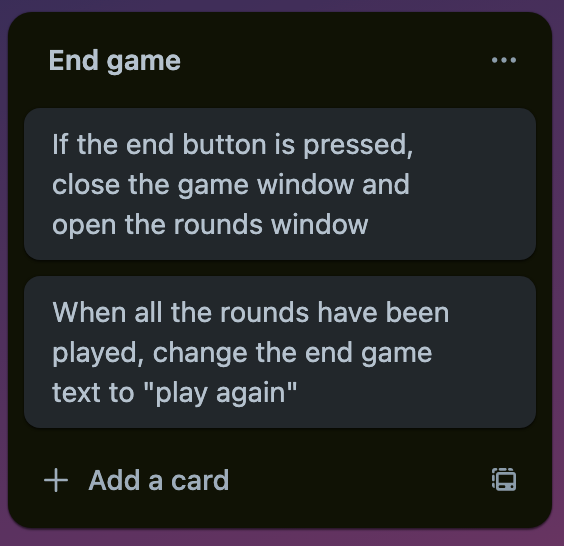 End game
If the end button is pressed,
close the game window and
open the rounds window
When all the rounds have been
played, change the end game
text to "play again"
Add a card